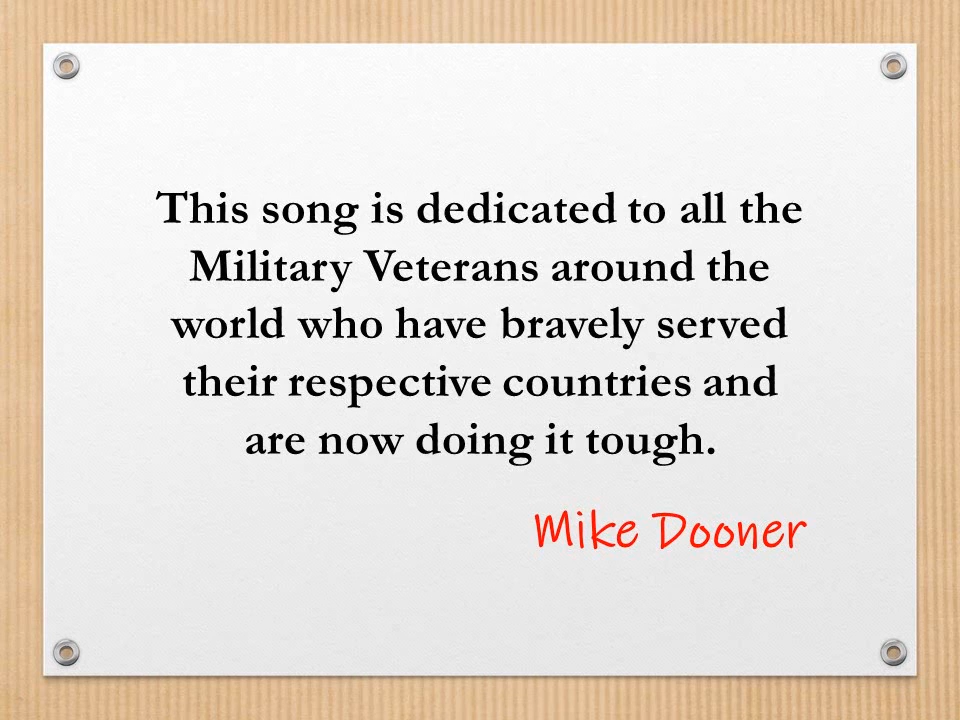 This song is dedicated to all the
Military Veterans around the
world who have bravely served
their respective countries and
are now doing it tough.
Mike Dooner